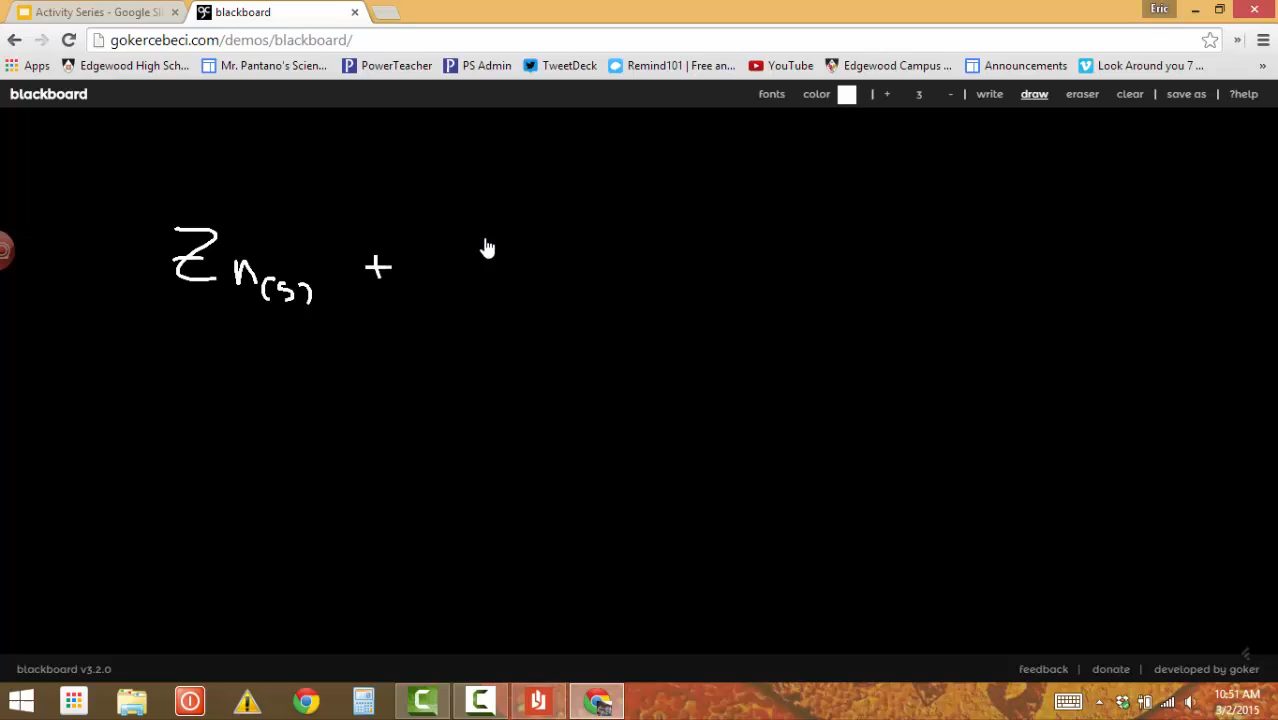 Activity Series - Google Sli × blackboard × Eric
gokercebeci.com/demos/blackboard/
Apps Edgewood High Sch... Mr. Pantano's Scien... PowerTeacher PS Admin TweetDeck Remind101 | Free an... YouTube Edgewood Campus ... Announcements Look Around you 7 ... »
blackboard fonts color | + 3 - | write draw eraser clear | save as | ?help
Zn(s) +
blackboard v3.2.0 feedback | donate | developed by goker
10:51 AM
3/2/2015